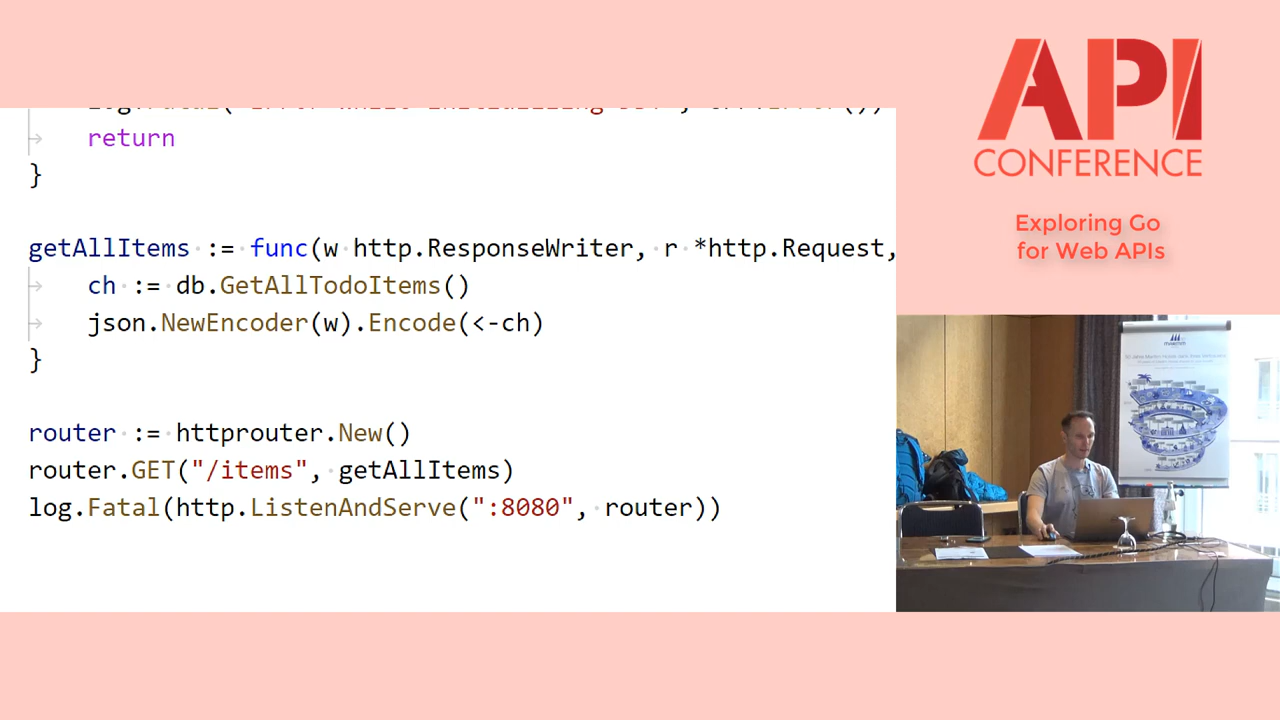 return
}
getAllItems := func(w http.ResponseWriter, r *http.Request,
ch := db.GetAllTodoItems()
json.NewEncoder(w).Encode(<-ch)
}
router := httprouter.New()
router.GET("/items", getAllItems)
log.Fatal(http.ListenAndServe(":8080", router))
API
CONFERENCE
Exploring Go
for Web APIs